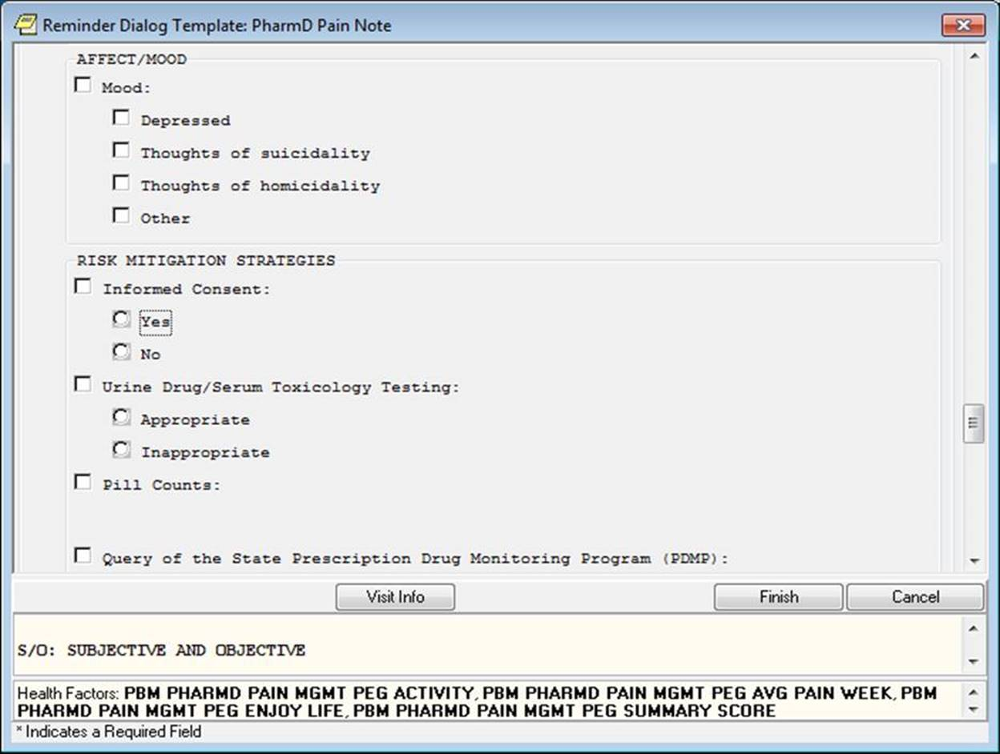 Reminder Dialog Template: PharmD Pain Note
AFFECT/MOOD
Mood:
Depressed
Thoughts of suicidality
Thoughts of homicidality
Other
RISK MITIGATION STRATEGIES
Informed Consent:
Yes
No
Urine Drug/Serum Toxicology Testing:
Appropriate
Inappropriate
Pill Counts:
Query of the State Prescription Drug Monitoring Program (PDMP):
Visit Info Finish Cancel
S/O: SUBJECTIVE AND OBJECTIVE
Health Factors: PBM PHARMD PAIN MGMT PEG ACTIVITY, PBM PHARMD PAIN MGMT PEG AVG PAIN WEEK, PBM
PHARMD PAIN MGMT PEG ENJOY LIFE, PBM PHARMD PAIN MGMT PEG SUMMARY SCORE
* Indicates a Required Field